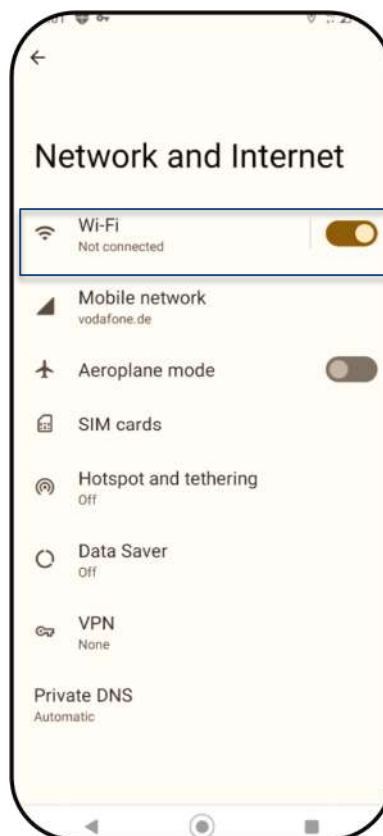 Network and Internet
Wi-Fi
Not connected
Mobile network
vodafone.de
Aeroplane mode
SIM cards
Hotspot and tethering
Off
Data Saver
Off
VPN
None
Private DNS
Automatic